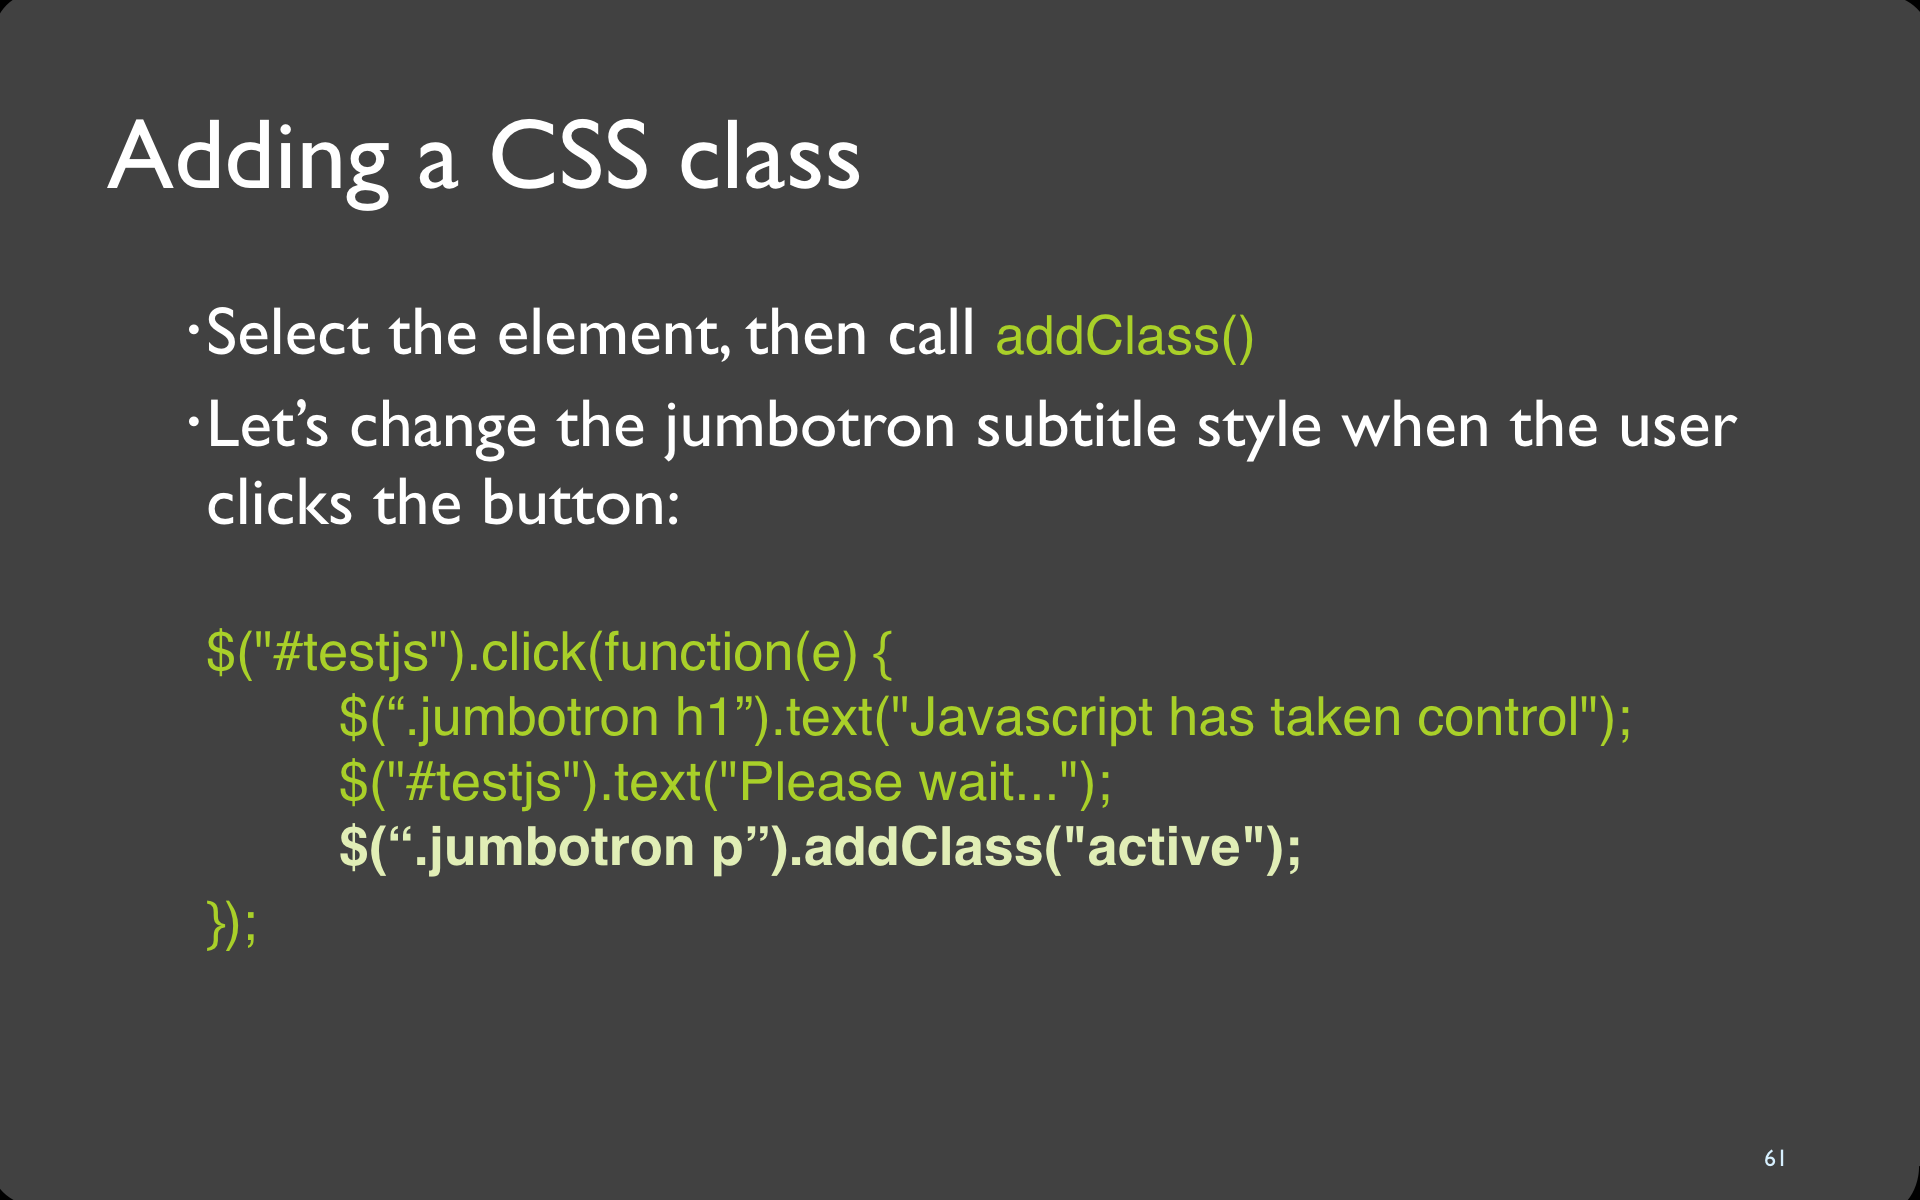 Adding a CSS class
·Select the element, then call addClass()
·Let’s change the jumbotron subtitle style when the user
clicks the button:
$("#testjs").click(function(e) {
$(“.jumbotron h1”).text("Javascript has taken control");
$("#testjs").text("Please wait...");
$(“.jumbotron p”).addClass("active");
});
61